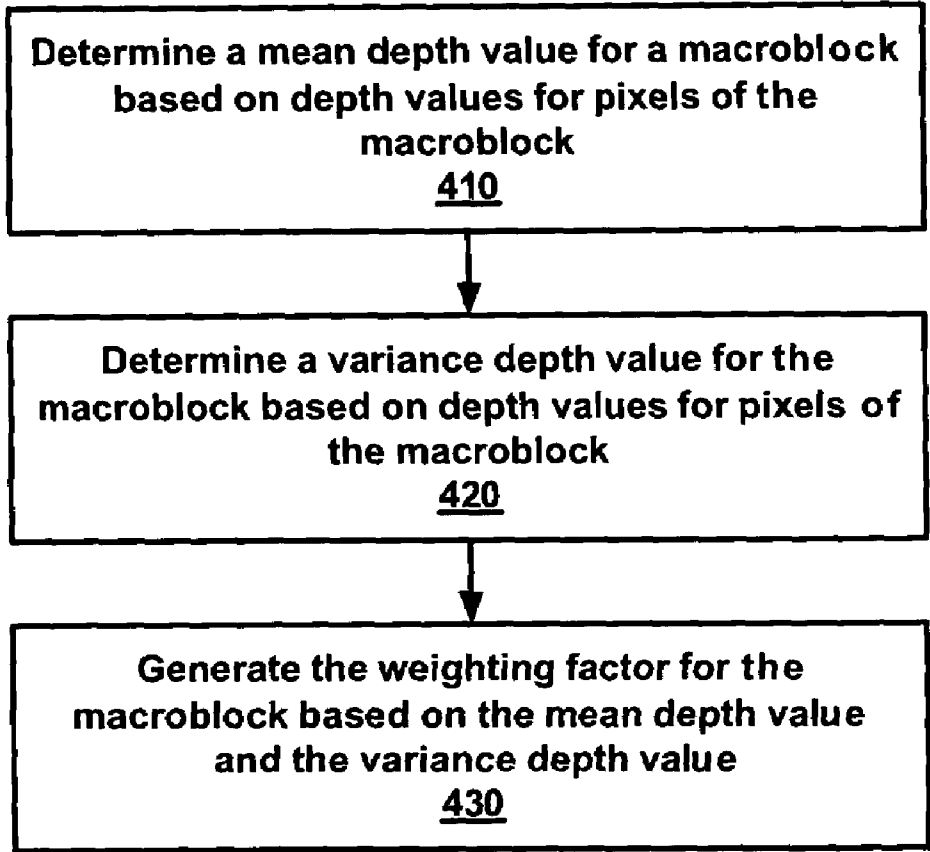 Determine a mean depth value for a macroblock
based on depth values for pixels of the
macroblock
410
Determine a variance depth value for the
macroblock based on depth values for pixels of
the macroblock
420
Generate the weighting factor for the
macroblock based on the mean depth value
and the variance depth value
430